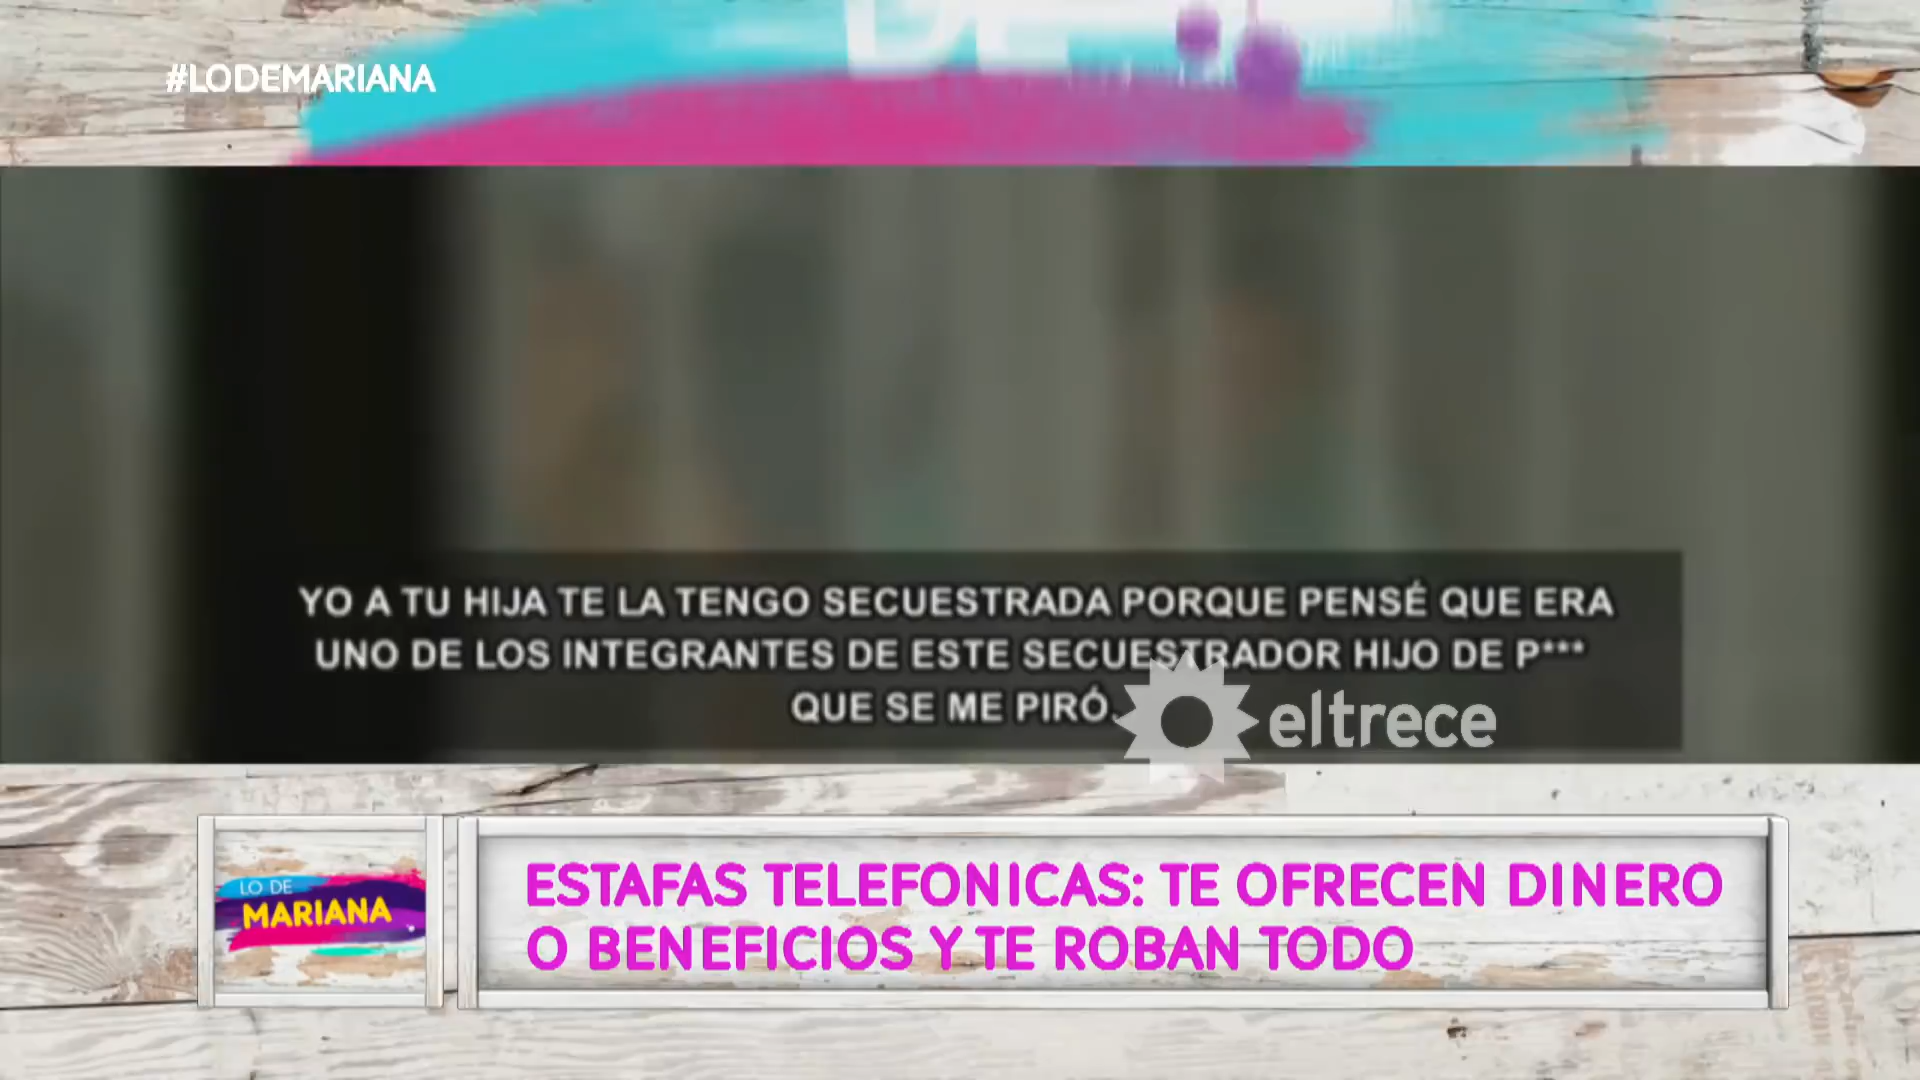 #LODEMARIANA
DE
YO A TU HIJA TE LA TENGO SECUESTRADA PORQUE PENSÉ QUE ERA
UNO DE LOS INTEGRANTES DE ESTE SECUESTRADOR HIJO DE P***
QUE SE ME PIRÓ.
eltrece
LO DE
MARIANA
ESTAFAS TELEFONICAS: TE OFRECEN DINERO
O BENEFICIOS Y TE ROBAN TODO